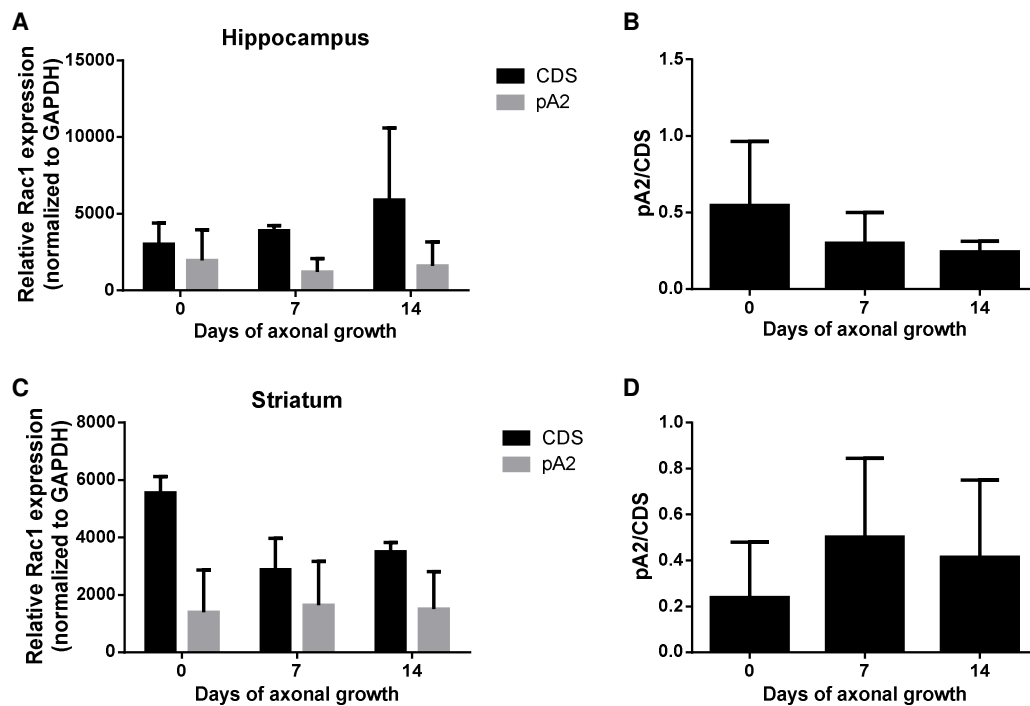 A
Hippocampus
Relative Rac1 expression
(normalized to GAPDH)
15000
10000
5000
0
0 7 14
Days of axonal growth
CDS
pA2
B
pA2/CDS
1.5
1.0
0.5
0.0
0 7 14
Days of axonal growth
C
Striatum
Relative Rac1 expression
(normalized to GAPDH)
8000
6000
4000
2000
0
0 7 14
Days of axonal growth
CDS
pA2
D
pA2/CDS
1.0
0.8
0.6
0.4
0.2
0.0
0 7 14
Days of axonal growth